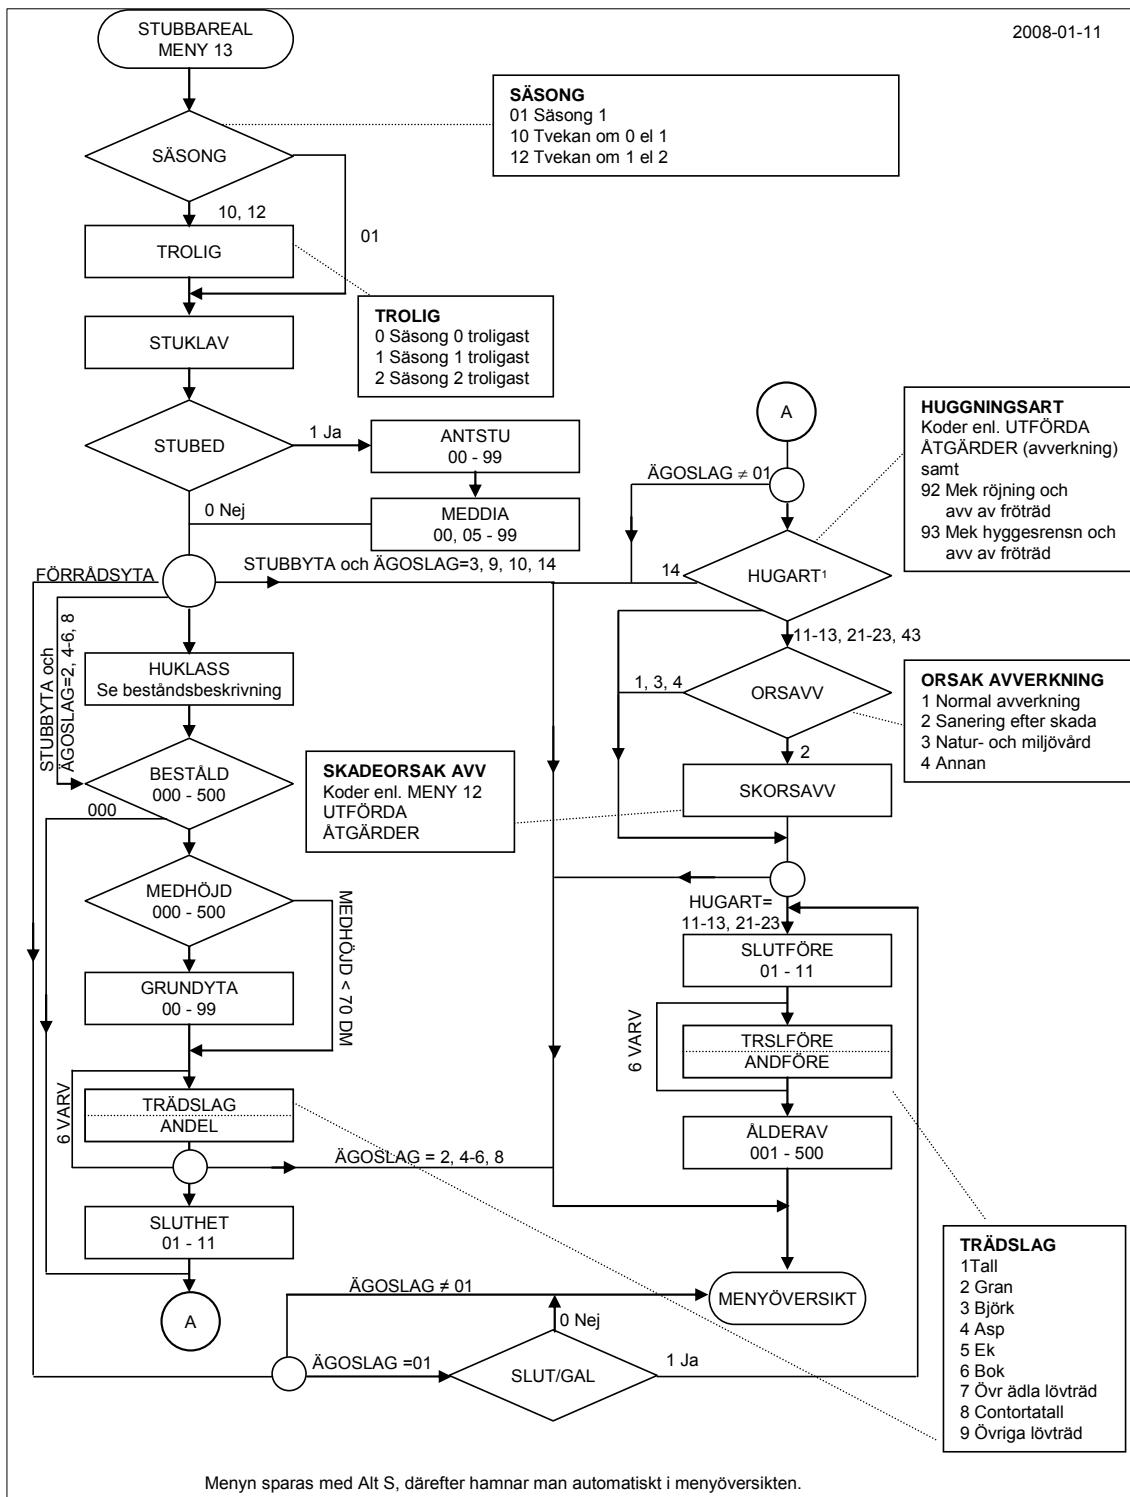 STUBBAREAL
MENY 13
2008-01-11
SÄSONG
01 Säsong 1
10 Tvekan om 0 el 1
12 Tvekan om 1 el 2
SÄSONG
10, 12
01
TROLIG
TROLIG
0 Säsong 0 troligast
1 Säsong 1 troligast
2 Säsong 2 troligast
STUKLAV
STUBED
1 Ja
0 Nej
ANTSTU
00 - 99
MEDDIA
00, 05 - 99
FÖRRÅDSYTA
STUBBYTA och ÄGOSLAG=3, 9, 10, 14
STUBBYTA och
ÄGOSLAG=2, 4-6, 8
HUKLASS
Se beståndsbeskrivning
BESTÅLD
000 - 500
000
MEDHÖJD
000 - 500
MEDHÖJD < 70 DM
GRUNDYTA
00 - 99
6 VARV
TRÄDSLAG
ANDEL
ÄGOSLAG = 2, 4-6, 8
SLUTHET
01 - 11
A
ÄGOSLAG ≠ 01
ÄGOSLAG =01
SLUT/GAL
0 Nej
1 Ja
A
ÄGOSLAG ≠ 01
HUGGNINGSART
Koder enl. UTFÖRDA
ÅTGÄRDER (avverkning)
samt
92 Mek röjning och
avv av fröträd
93 Mek hyggesrensn och
avv av fröträd
14
HUGART¹
11-13, 21-23, 43
1, 3, 4
ORSAVV
2
ORSAK AVVERKNING
1 Normal avverkning
2 Sanering efter skada
3 Natur- och miljövård
4 Annan
SKADEORSAK AVV
Koder enl. MENY 12
UTFÖRDA
ÅTGÄRDER
SKORSAVV
HUGART=
11-13, 21-23
SLUTFÖRE
01 - 11
6 VARV
TRSLFÖRE
ANDFÖRE
ÅLDERAV
001 - 500
MENYÖVERSIKT
TRÄDSLAG
1Tall
2 Gran
3 Björk
4 Asp
5 Ek
6 Bok
7 Övr ädla lövträd
8 Contortatall
9 Övriga lövträd
Menyn sparas med Alt S, därefter hamnar man automatiskt i menyöversikten.